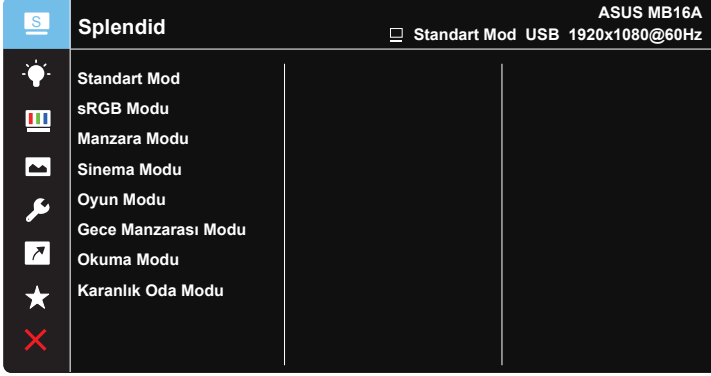 S
Splendid
ASUS MB16A
Standart Mod USB 1920x1080@60Hz
Standart Mod
sRGB Modu
Manzara Modu
Sinema Modu
Oyun Modu
Gece Manzarası Modu
Okuma Modu
Karanlık Oda Modu